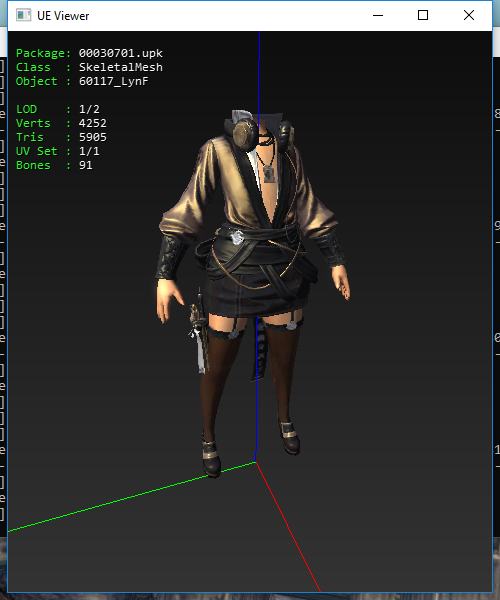 UE Viewer
Package: 00030701.upk
Class : SkeletalMesh
Object : 60117_LynF
LOD : 1/2
Verts : 4252
Tris : 5905
UV Set : 1/1
Bones : 91